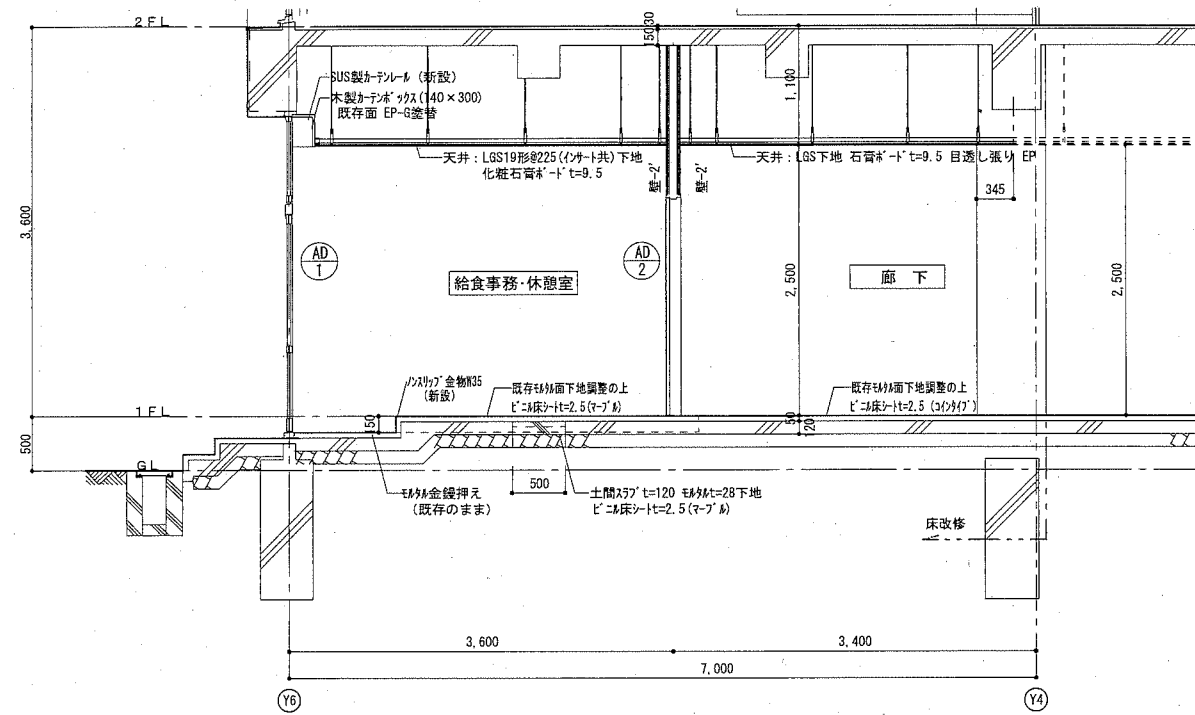 2FL
150
30
SUS製カーテンレール (新設)
木製カーテンボックス(140×300)
既存面 EP-G塗替
1,100
天井：LGS19形@225(インサート共)下地
化粧石膏ボードt=9.5
壁-2'
壁-2'
天井：LGS下地 石膏ボードt=9.5 目透し張り EP
345
3,600
AD
1
給食事務・休憩室
AD
2
2,500
廊 下
2,500
ノンスリップ金物W35
(新設)
既存モルタル面下地調整の上
ビニル床シートt=2.5(マーブル)
既存モルタル面下地調整の上
ビニル床シートt=2.5 (コインタイプ)
1FL
150
50
120
500
GL
500
モルタル金鏝押え
(既存のまま)
土間スラブt=120 モルタルt=28下地
ビニル床シートt=2.5(マーブル)
床改修
3,600
3,400
7,000
Y6
Y4